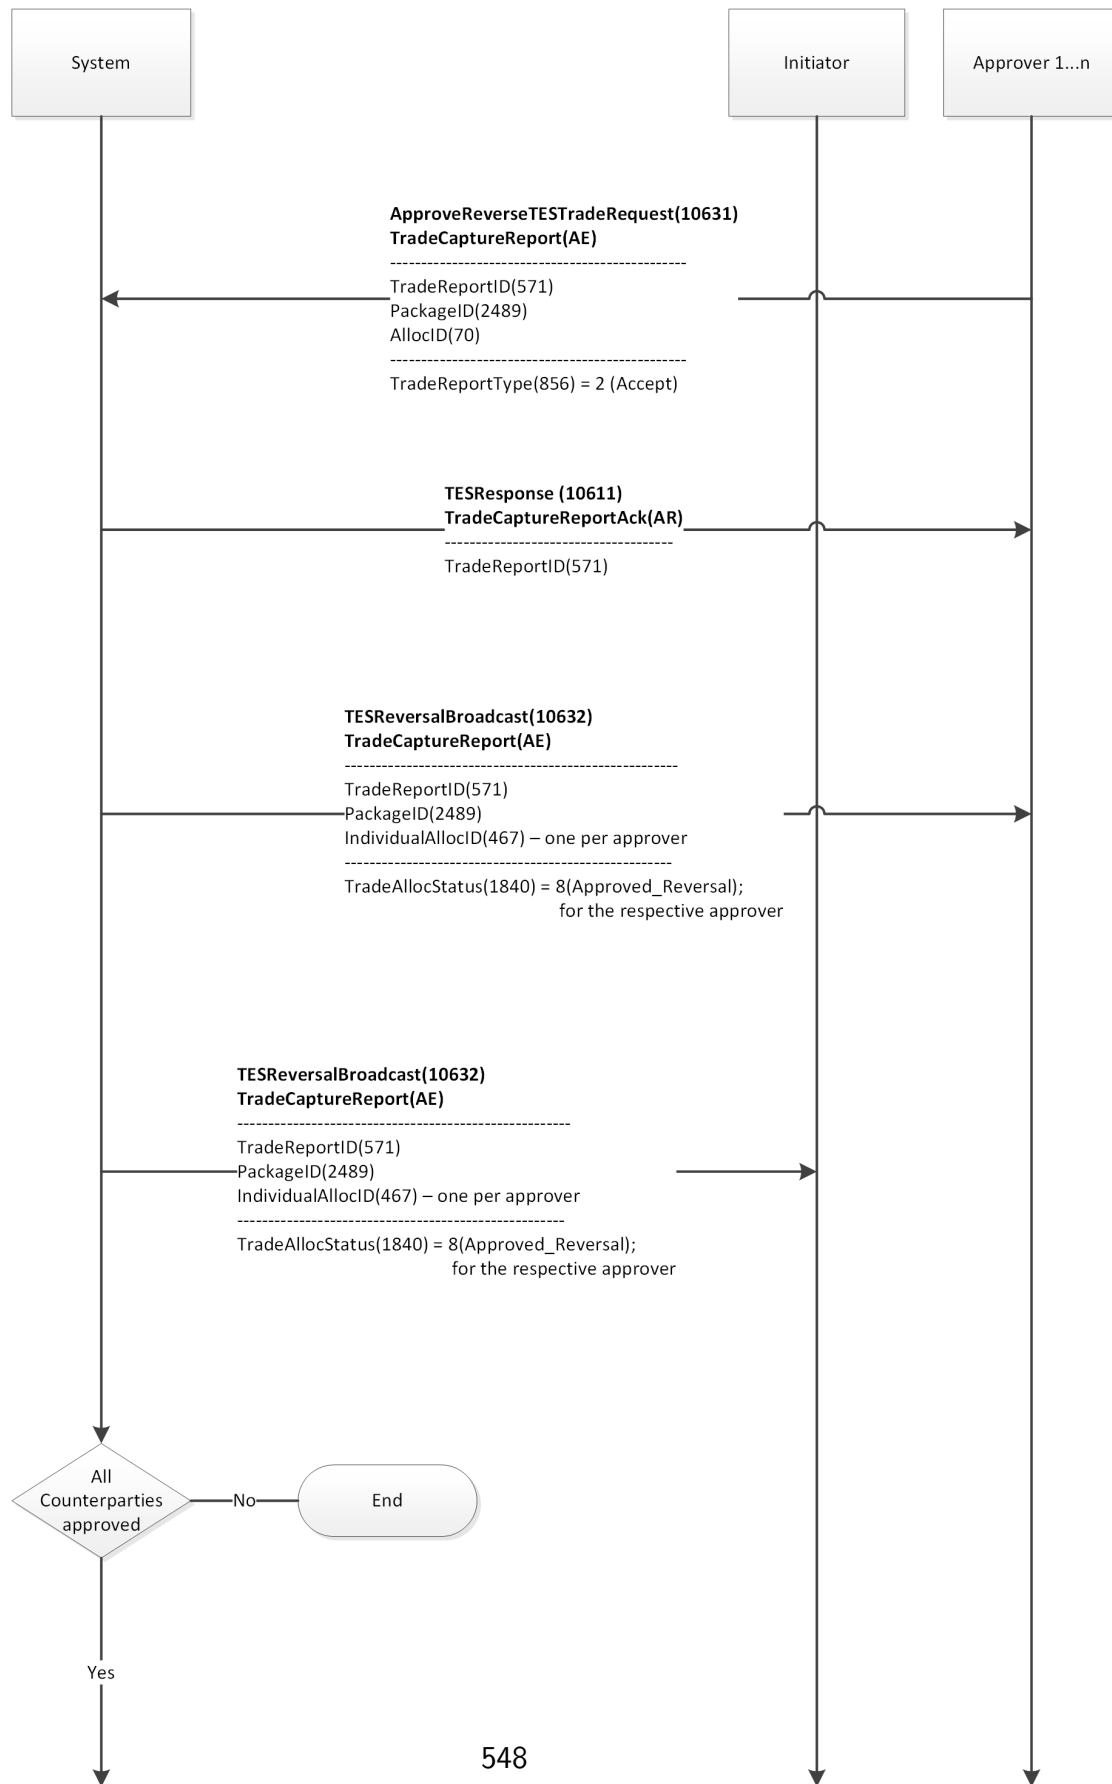 System
Initiator
Approver 1...n
ApproveReverseTESTradeRequest(10631)
TradeCaptureReport(AE)
------------------------------------------------
TradeReportID(571)
PackageID(2489)
AllocID(70)
------------------------------------------------
TradeReportType(856) = 2 (Accept)
TESResponse (10611)
TradeCaptureReportAck(AR)
-------------------------------------
TradeReportID(571)
TESReversalBroadcast(10632)
TradeCaptureReport(AE)
------------------------------------------------------
TradeReportID(571)
PackageID(2489)
IndividualAllocID(467) – one per approver
-----------------------------------------------------
TradeAllocStatus(1840) = 8(Approved_Reversal);
for the respective approver
TESReversalBroadcast(10632)
TradeCaptureReport(AE)
------------------------------------------------------
TradeReportID(571)
PackageID(2489)
IndividualAllocID(467) – one per approver
-----------------------------------------------------
TradeAllocStatus(1840) = 8(Approved_Reversal);
for the respective approver
All
Counterparties
approved
No
End
Yes
548